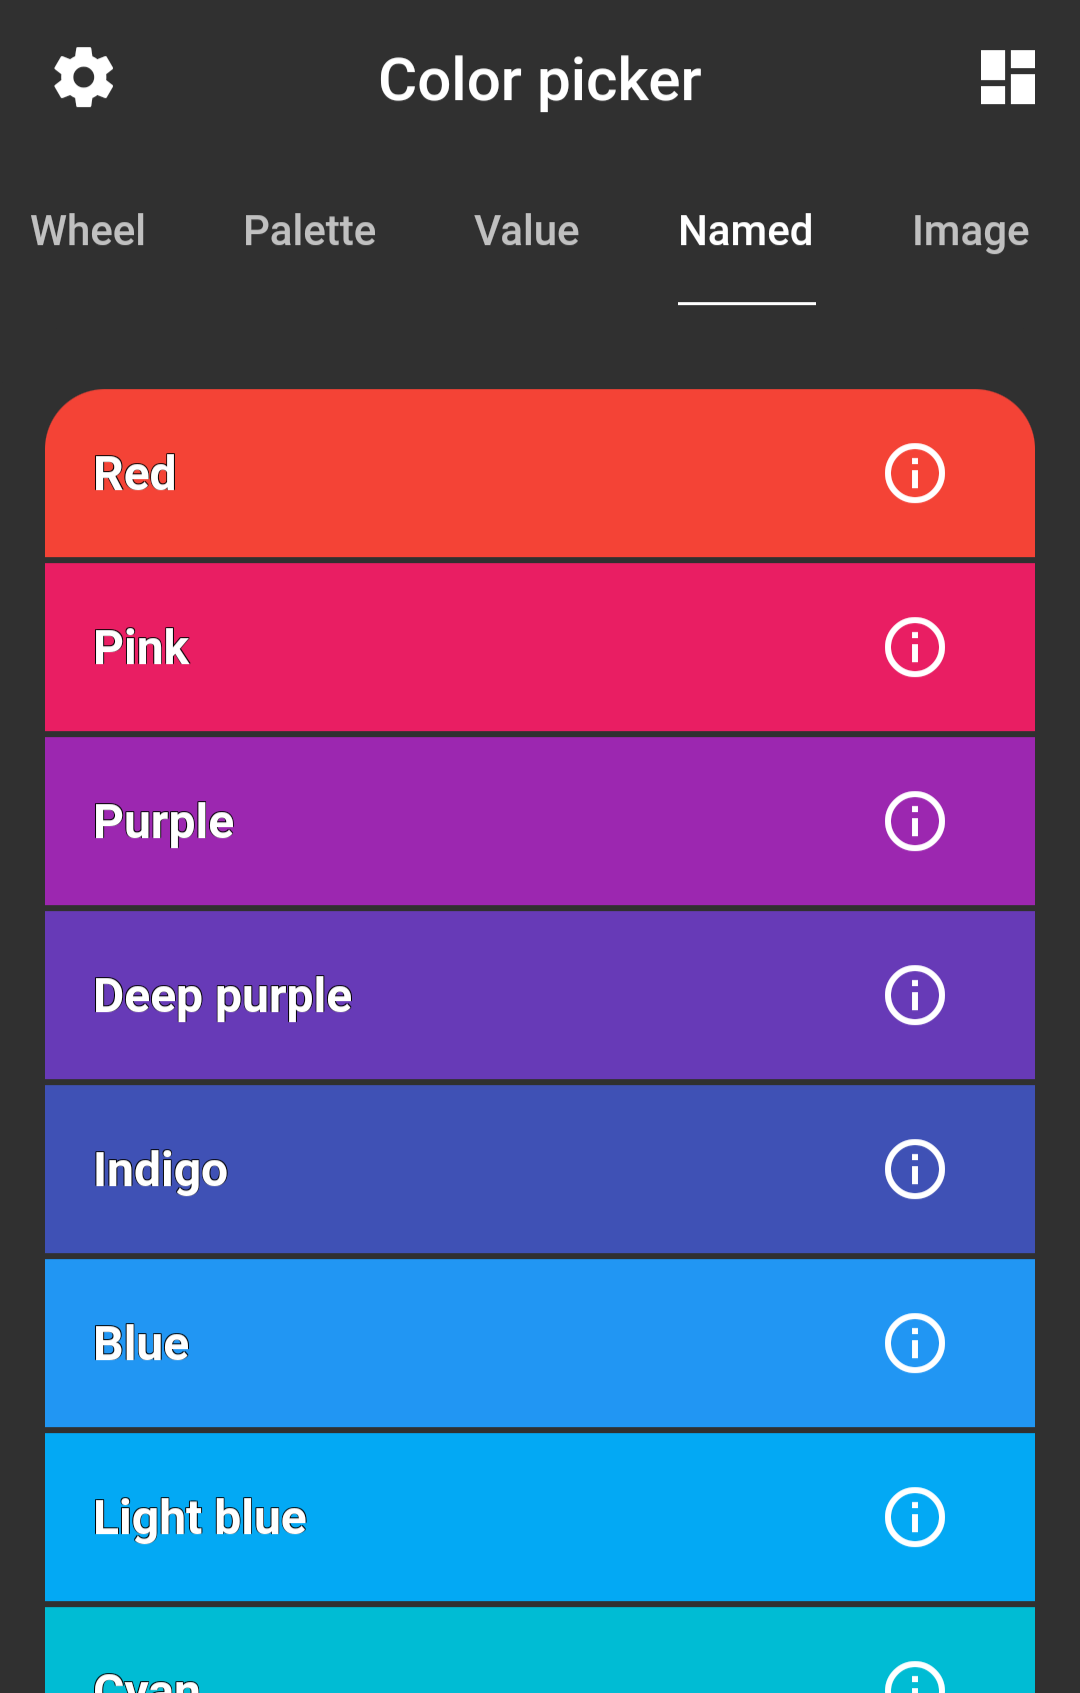 Color picker
Wheel Palette Value Named Image
Red
Pink
Purple
Deep purple
Indigo
Blue
Light blue
Cyan